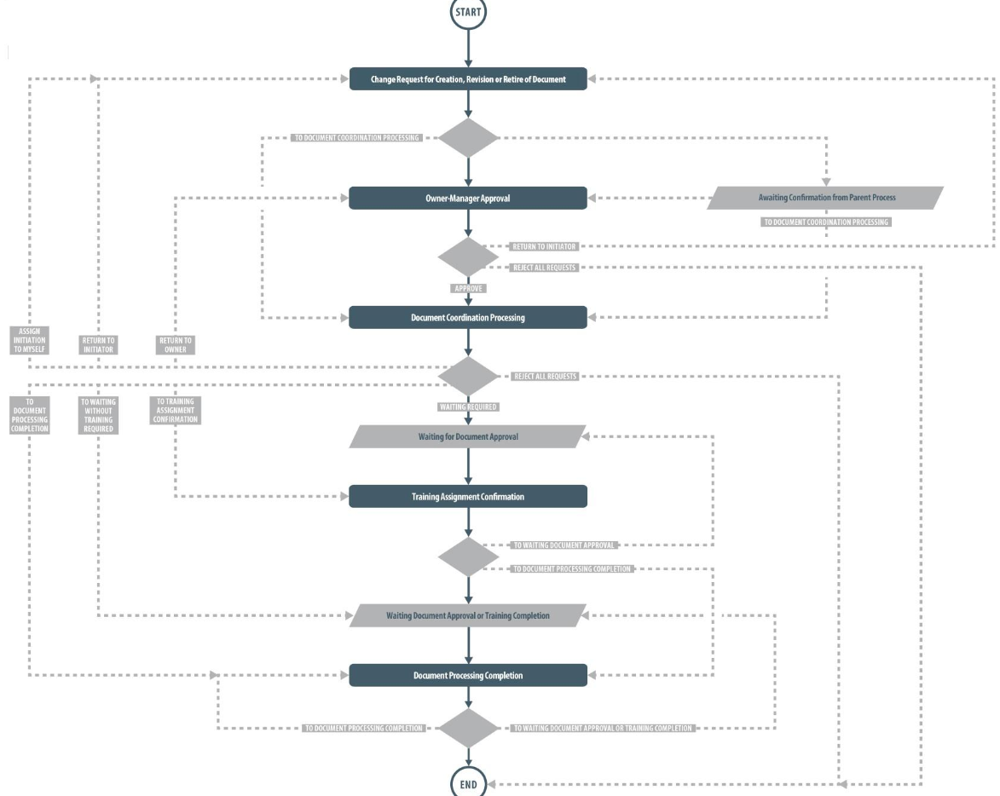 START
Change Request for Creation, Revision or Retire of Document
TO DOCUMENT COORDINATION PROCESSING
Owner-Manager Approval
Awaiting Confirmation from Parent Process
TO DOCUMENT COORDINATION PROCESSING
RETURN TO INITIATOR
REJECT ALL REQUESTS
APPROVE
Document Coordination Processing
ASSIGN
INITIATION
TO MYSELF
RETURN TO
INITIATOR
RETURN TO
OWNER
REJECT ALL REQUESTS
TO
DOCUMENT
PROCESSING
COMPLETION
TO WAITING
WITHOUT
TRAINING
REQUIRED
TO TRAINING
ASSIGNMENT
CONFIRMATION
WAITING REQUIRED
Waiting for Document Approval
Training Assignment Confirmation
TO WAITING DOCUMENT APPROVAL
TO DOCUMENT PROCESSING COMPLETION
Waiting Document Approval or Training Completion
Document Processing Completion
TO DOCUMENT PROCESSING COMPLETION
TO WAITING DOCUMENT APPROVAL OR TRAINING COMPLETION
END